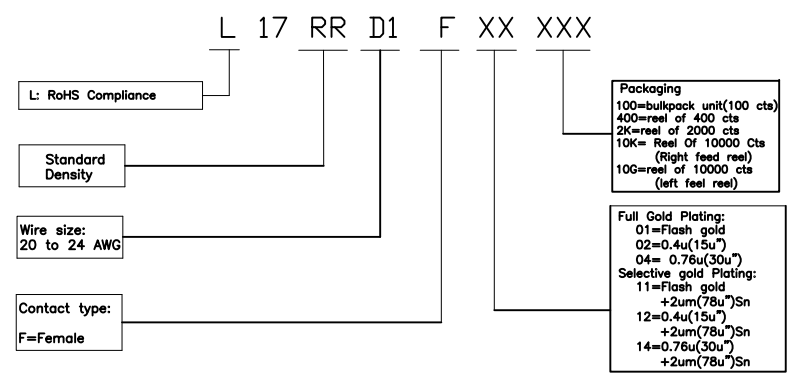 L 17 RR D1 F XX XXX
L: RoHS Compliance
Standard
Density
Wire size:
20 to 24 AWG
Contact type:
F=Female
Packaging
100=bulkpack unit(100 cts)
400=reel of 400 cts
2K=reel of 2000 cts
10K= Reel Of 10000 Cts
(Right feed reel)
10G=reel of 10000 cts
(left feel reel)
Full Gold Plating:
01=Flash gold
02=0.4u(15u")
04= 0.76u(30u")
Selective gold Plating:
11=Flash gold
+2um(78u")Sn
12=0.4u(15u")
+2um(78u")Sn
14=0.76u(30u")
+2um(78u")Sn